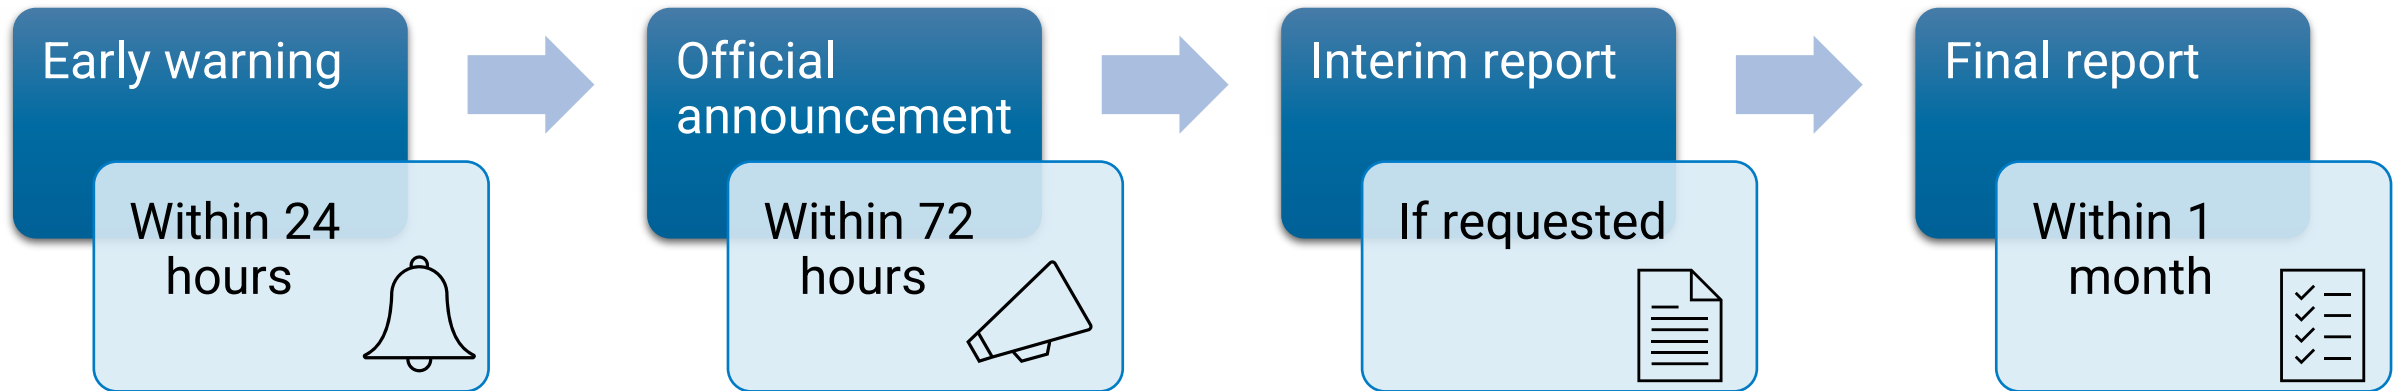 Early warning
Within 24
hours
Official
announcement
Within 72
hours
Interim report
If requested
Final report
Within 1
month